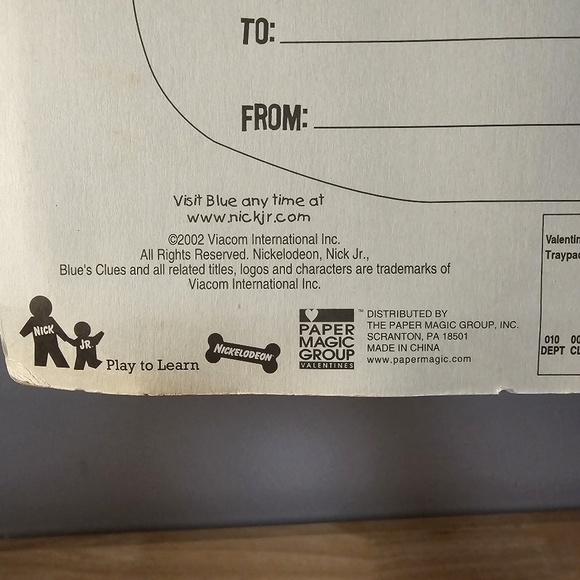 TO:
FROM:
Visit Blue any time at
www.nickjr.com
©2002 Viacom International Inc.
All Rights Reserved. Nickelodeon, Nick Jr.,
Blue's Clues and all related titles, logos and characters are trademarks of
Viacom International Inc.
NICK
JR.
Play to Learn
NICKELODEON
PAPER
MAGIC
GROUP
VALENTINES
™
DISTRIBUTED BY
THE PAPER MAGIC GROUP, INC.
SCRANTON, PA 18501
MADE IN CHINA
www.papermagic.com
010
DEPT